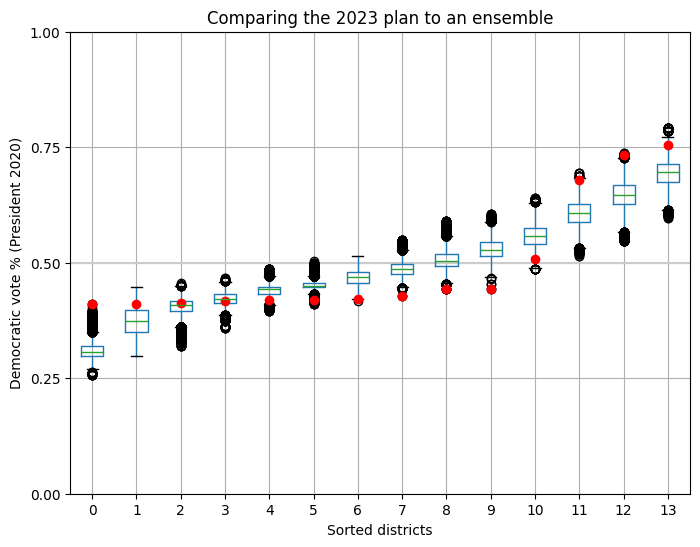 Comparing the 2023 plan to an ensemble
Democratic vote % (President 2020)
1.00
0.75
0.50
0.25
0.00
0 1 2 3 4 5 6 7 8 9 10 11 12 13
Sorted districts